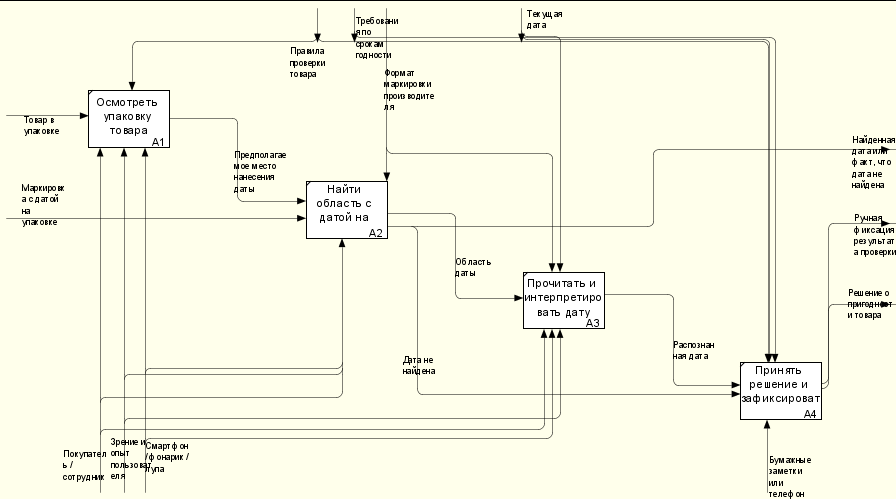 Правила
проверки
товара
Требовани
я по
срокам
годности
Текущая
дата
Формат
маркировки
производите
ля
Осмотреть
упаковку
товара
A1
Товар в
упаковке
Предполагае
мое место
нанесения
даты
Маркировк
а с датой
на
упаковке
Найти
область с
датой на
A2
Найденная
дата или
факт, что
дата не
найдена
Ручная
фиксация
результат
а проверки
Область
даты
Прочитать и
интерпретиро
вать дату
A3
Решение о
пригодност
и товара
Распознан
ная дата
Дата не
найдена
Принять
решение и
зафиксироват
A4
Покупател
ь /
сотрудник
Зрение и
опыт
пользоват
еля
Смартфон
/фонарик /
лупа
Бумажные
заметки
или
телефон